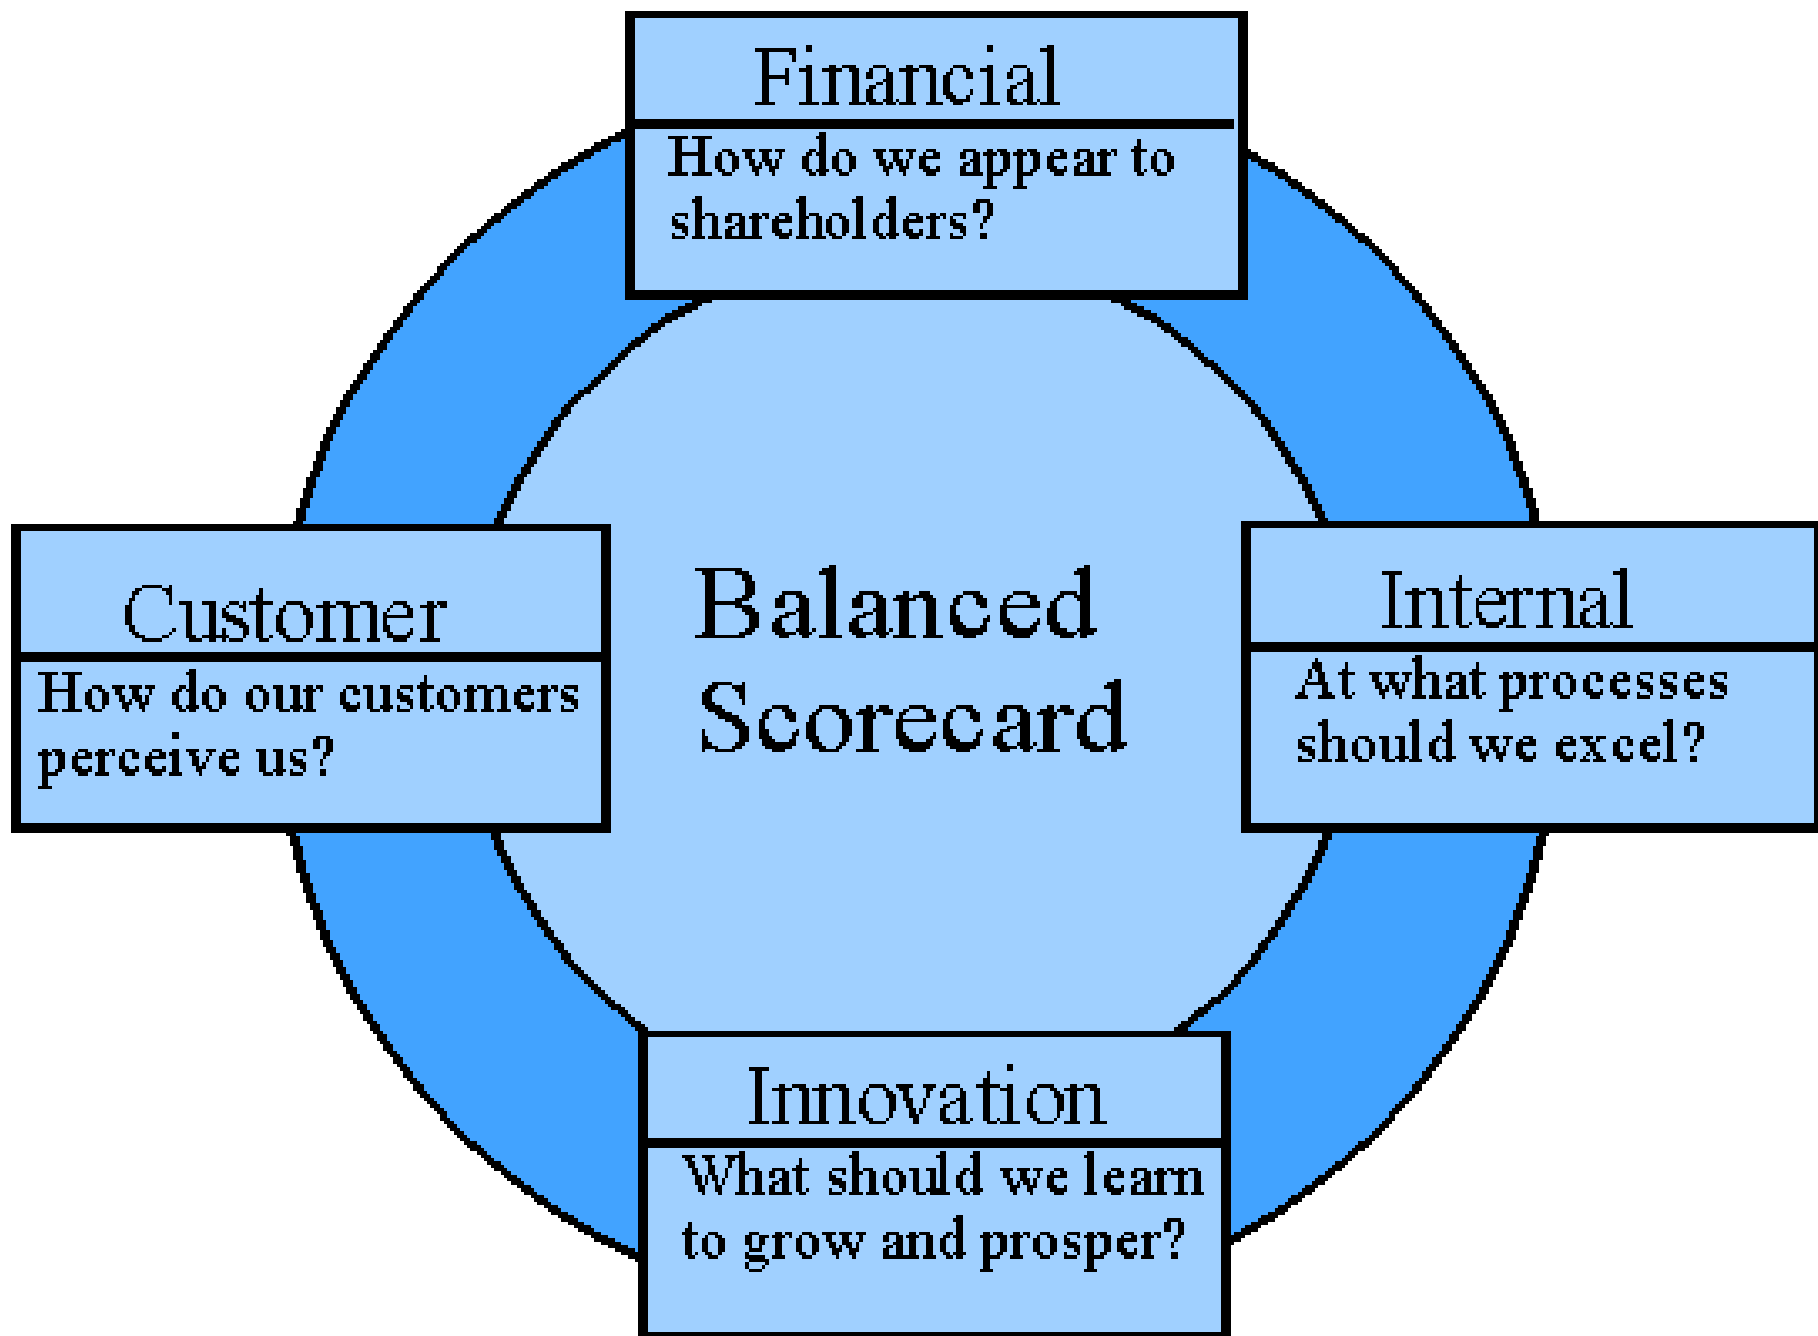 Financial
How do we appear to
shareholders?
Customer
How do our customers
perceive us?
Balanced
Scorecard
Internal
At what processes
should we excel?
Innovation
What should we learn
to grow and prosper?